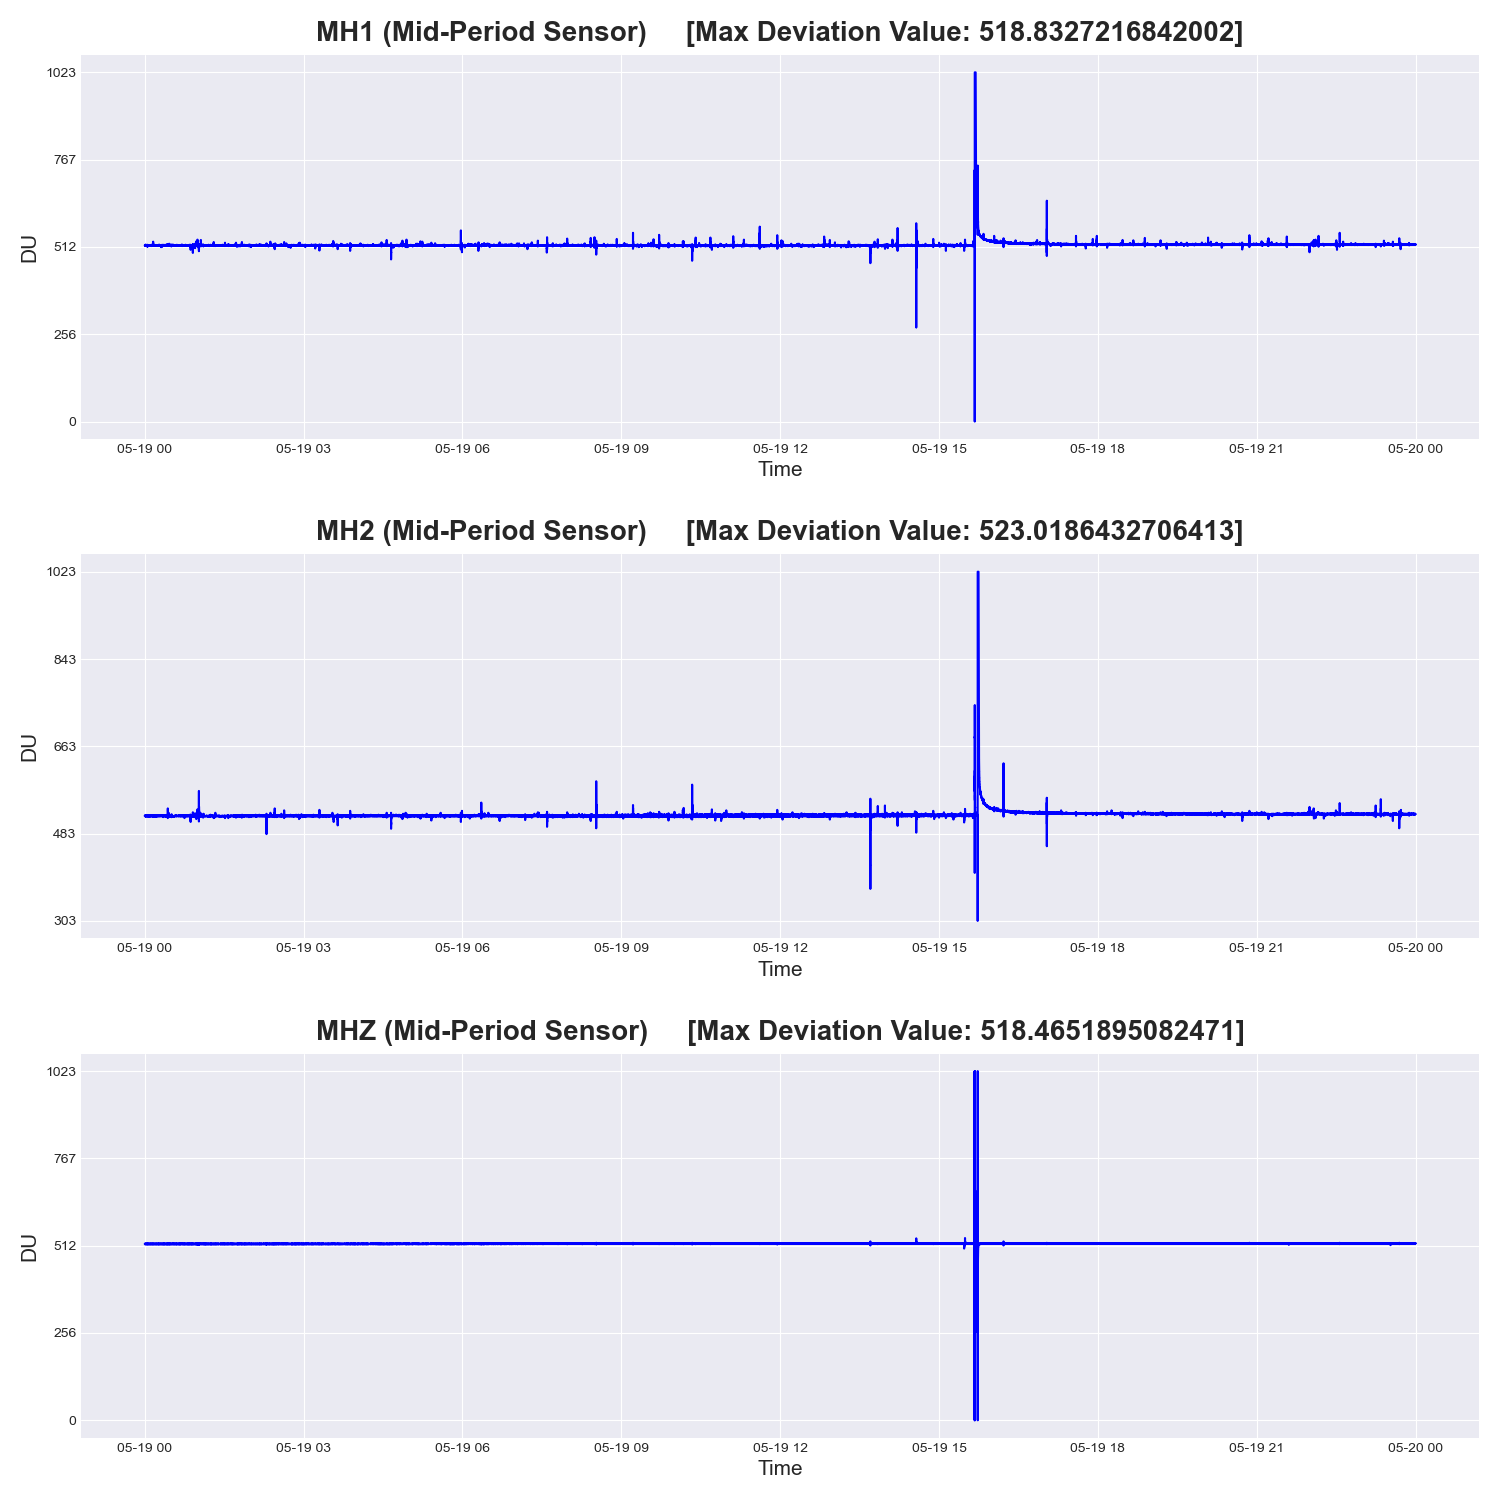 MH1 (Mid-Period Sensor) [Max Deviation Value: 518.8327216842002]
1023
767
512
256
0
DU
05-19 00 05-19 03 05-19 06 05-19 09 05-19 12 05-19 15 05-19 18 05-19 21 05-20 00
Time
MH2 (Mid-Period Sensor) [Max Deviation Value: 523.0186432706413]
1023
843
663
483
303
DU
05-19 00 05-19 03 05-19 06 05-19 09 05-19 12 05-19 15 05-19 18 05-19 21 05-20 00
Time
MHZ (Mid-Period Sensor) [Max Deviation Value: 518.4651895082471]
1023
767
512
256
0
DU
05-19 00 05-19 03 05-19 06 05-19 09 05-19 12 05-19 15 05-19 18 05-19 21 05-20 00
Time